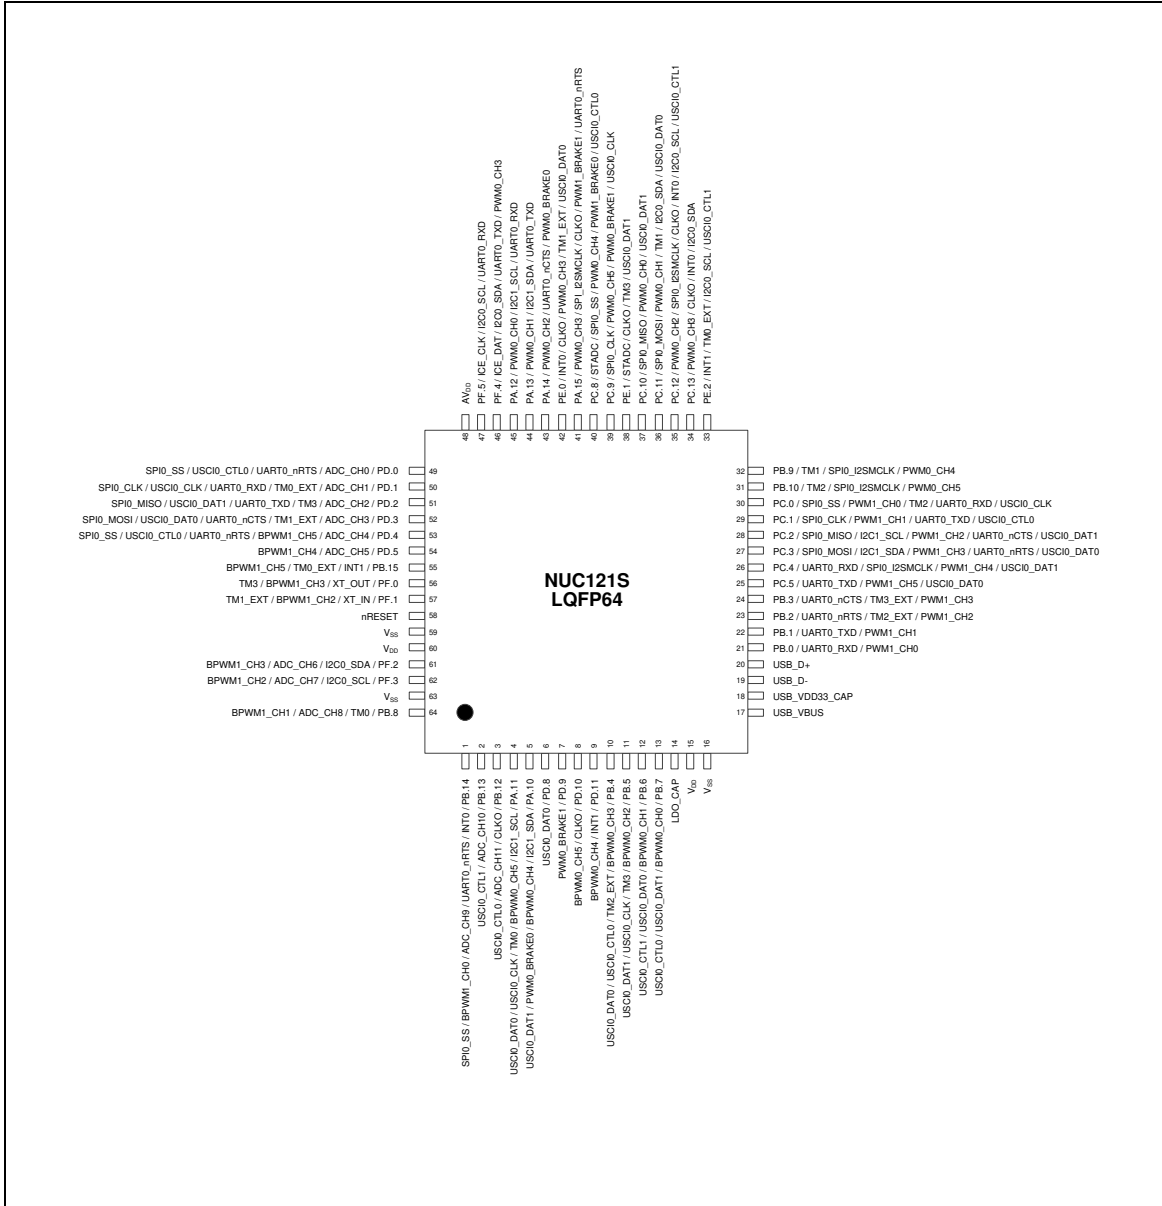 AVDD
PF.5 / ICE_CLK / I2C0_SCL / UART0_RXD
PF.4 / ICE_DAT / I2C0_SDA / UART0_TXD / PWM0_CH3
PA.12 / PWM0_CH0 / I2C1_SCL / UART0_RXD
PA.13 / PWM0_CH1 / I2C1_SDA / UART0_TXD
PA.14 / PWM0_CH2 / UART0_nCTS / PWM0_BRAKE0
PE.0 / INT0 / CLKO / PWM0_CH3 / TM1_EXT / USCI0_DAT0
PA.15 / PWM0_CH3 / SPI_I2SMCLK / CLKO / PWM1_BRAKE1 / UART0_nRTS
PC.8 / STADC / SPI0_SS / PWM0_CH4 / PWM1_BRAKE0 / USCI0_CTL0
PC.9 / SPI0_CLK / PWM0_CH5 / PWM0_BRAKE1 / USCI0_CLK
PE.1 / STADC / CLKO / TM3 / USCI0_DAT1
PC.10 / SPI0_MISO / PWM0_CH0 / USCI0_DAT1
PC.11 / SPI0_MOSI / PWM0_CH1 / TM1 / I2C0_SDA / USCI0_DAT0
PC.12 / PWM0_CH2 / SPI0_I2SMCLK / CLKO / INT0 / I2C0_SCL / USCI0_CTL1
PC.13 / PWM0_CH3 / CLKO / INT0 / I2C0_SDA
PE.2 / INT1 / TM0_EXT / I2C0_SCL / USCI0_CTL1
48 47 46 45 44 43 42 41 40 39 38 37 36 35 34 33
SPI0_SS / USCI0_CTL0 / UART0_nRTS / ADC_CH0 / PD.0 49
SPI0_CLK / USCI0_CLK / UART0_RXD / TM0_EXT / ADC_CH1 / PD.1 50
SPI0_MISO / USCI0_DAT1 / UART0_TXD / TM3 / ADC_CH2 / PD.2 51
SPI0_MOSI / USCI0_DAT0 / UART0_nCTS / TM1_EXT / ADC_CH3 / PD.3 52
SPI0_SS / USCI0_CTL0 / UART0_nRTS / BPWM1_CH5 / ADC_CH4 / PD.4 53
BPWM1_CH4 / ADC_CH5 / PD.5 54
BPWM1_CH5 / TM0_EXT / INT1 / PB.15 55
TM3 / BPWM1_CH3 / XT_OUT / PF.0 56
TM1_EXT / BPWM1_CH2 / XT_IN / PF.1 57
nRESET 58
VSS 59
VDD 60
BPWM1_CH3 / ADC_CH6 / I2C0_SDA / PF.2 61
BPWM1_CH2 / ADC_CH7 / I2C0_SCL / PF.3 62
VSS 63
BPWM1_CH1 / ADC_CH8 / TM0 / PB.8 64
NUC121S
LQFP64
32 PB.9 / TM1 / SPI0_I2SMCLK / PWM0_CH4
31 PB.10 / TM2 / SPI0_I2SMCLK / PWM0_CH5
30 PC.0 / SPI0_SS / PWM1_CH0 / TM2 / UART0_RXD / USCI0_CLK
29 PC.1 / SPI0_CLK / PWM1_CH1 / UART0_TXD / USCI0_CTL0
28 PC.2 / SPI0_MISO / I2C1_SCL / PWM1_CH2 / UART0_nCTS / USCI0_DAT1
27 PC.3 / SPI0_MOSI / I2C1_SDA / PWM1_CH3 / UART0_nRTS / USCI0_DAT0
26 PC.4 / UART0_RXD / SPI0_I2SMCLK / PWM1_CH4 / USCI0_DAT1
25 PC.5 / UART0_TXD / PWM1_CH5 / USCI0_DAT0
24 PB.3 / UART0_nCTS / TM3_EXT / PWM1_CH3
23 PB.2 / UART0_nRTS / TM2_EXT / PWM1_CH2
22 PB.1 / UART0_TXD / PWM1_CH1
21 PB.0 / UART0_RXD / PWM1_CH0
20 USB_D+
19 USB_D-
18 USB_VDD33_CAP
17 USB_VBUS
1 2 3 4 5 6 7 8 9 10 11 12 13 14 15 16
SPI0_SS / BPWM1_CH0 / ADC_CH9 / UART0_nRTS / INT0 / PB.14
USCI0_CTL1 / ADC_CH10 / PB.13
USCI0_CTL0 / ADC_CH11 / CLKO / PB.12
USCI0_DAT0 / USCI0_CLK / TM0 / BPWM0_CH5 / I2C1_SCL / PA.11
USCI0_DAT1 / PWM0_BRAKE0 / BPWM0_CH4 / I2C1_SDA / PA.10
USCI0_DAT0 / PD.8
PWM0_BRAKE1 / PD.9
BPWM0_CH5 / CLKO / PD.10
BPWM0_CH4 / INT1 / PD.11
USCI0_DAT0 / USCI0_CTL0 / TM2_EXT / BPWM0_CH3 / PB.4
USCI0_DAT1 / USCI0_CLK / TM3 / BPWM0_CH2 / PB.5
USCI0_CTL1 / USCI0_DAT0 / BPWM0_CH1 / PB.6
USCI0_CTL0 / USCI0_DAT1 / BPWM0_CH0 / PB.7
LDO_CAP
VDD
VSS